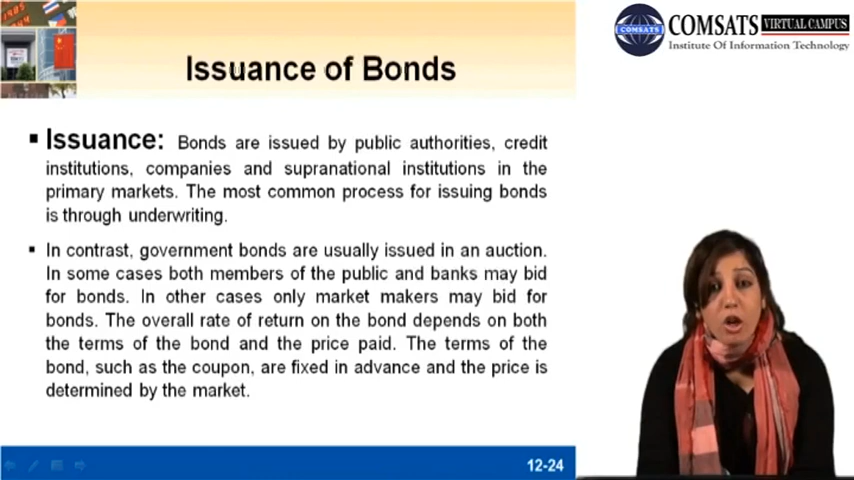 COMSATS VIRTUAL CAMPUS
Institute Of Information Technology
COMSATS
Issuance of Bonds
▪ Issuance: Bonds are issued by public authorities, credit
institutions, companies and supranational institutions in the
primary markets. The most common process for issuing bonds
is through underwriting.
▪ In contrast, government bonds are usually issued in an auction.
In some cases both members of the public and banks may bid
for bonds. In other cases only market makers may bid for
bonds. The overall rate of return on the bond depends on both
the terms of the bond and the price paid. The terms of the
bond, such as the coupon, are fixed in advance and the price is
determined by the market.
12-24